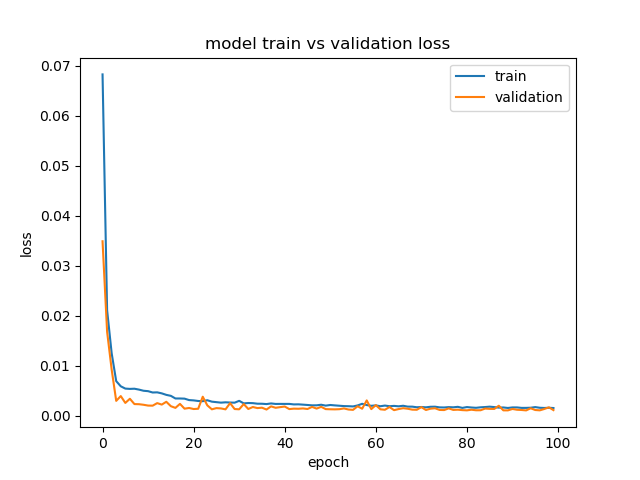 model train vs validation loss
train
validation
loss
0.07
0.06
0.05
0.04
0.03
0.02
0.01
0.00
0 20 40 60 80 100
epoch